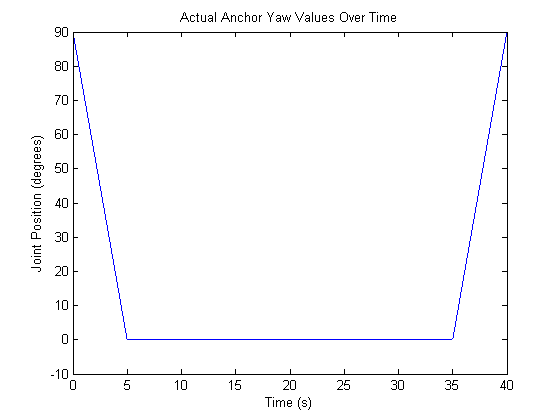 Actual Anchor Yaw Values Over Time
90
80
70
60
50
40
30
20
10
0
-10
Joint Position (degrees)
0 5 10 15 20 25 30 35 40
Time (s)